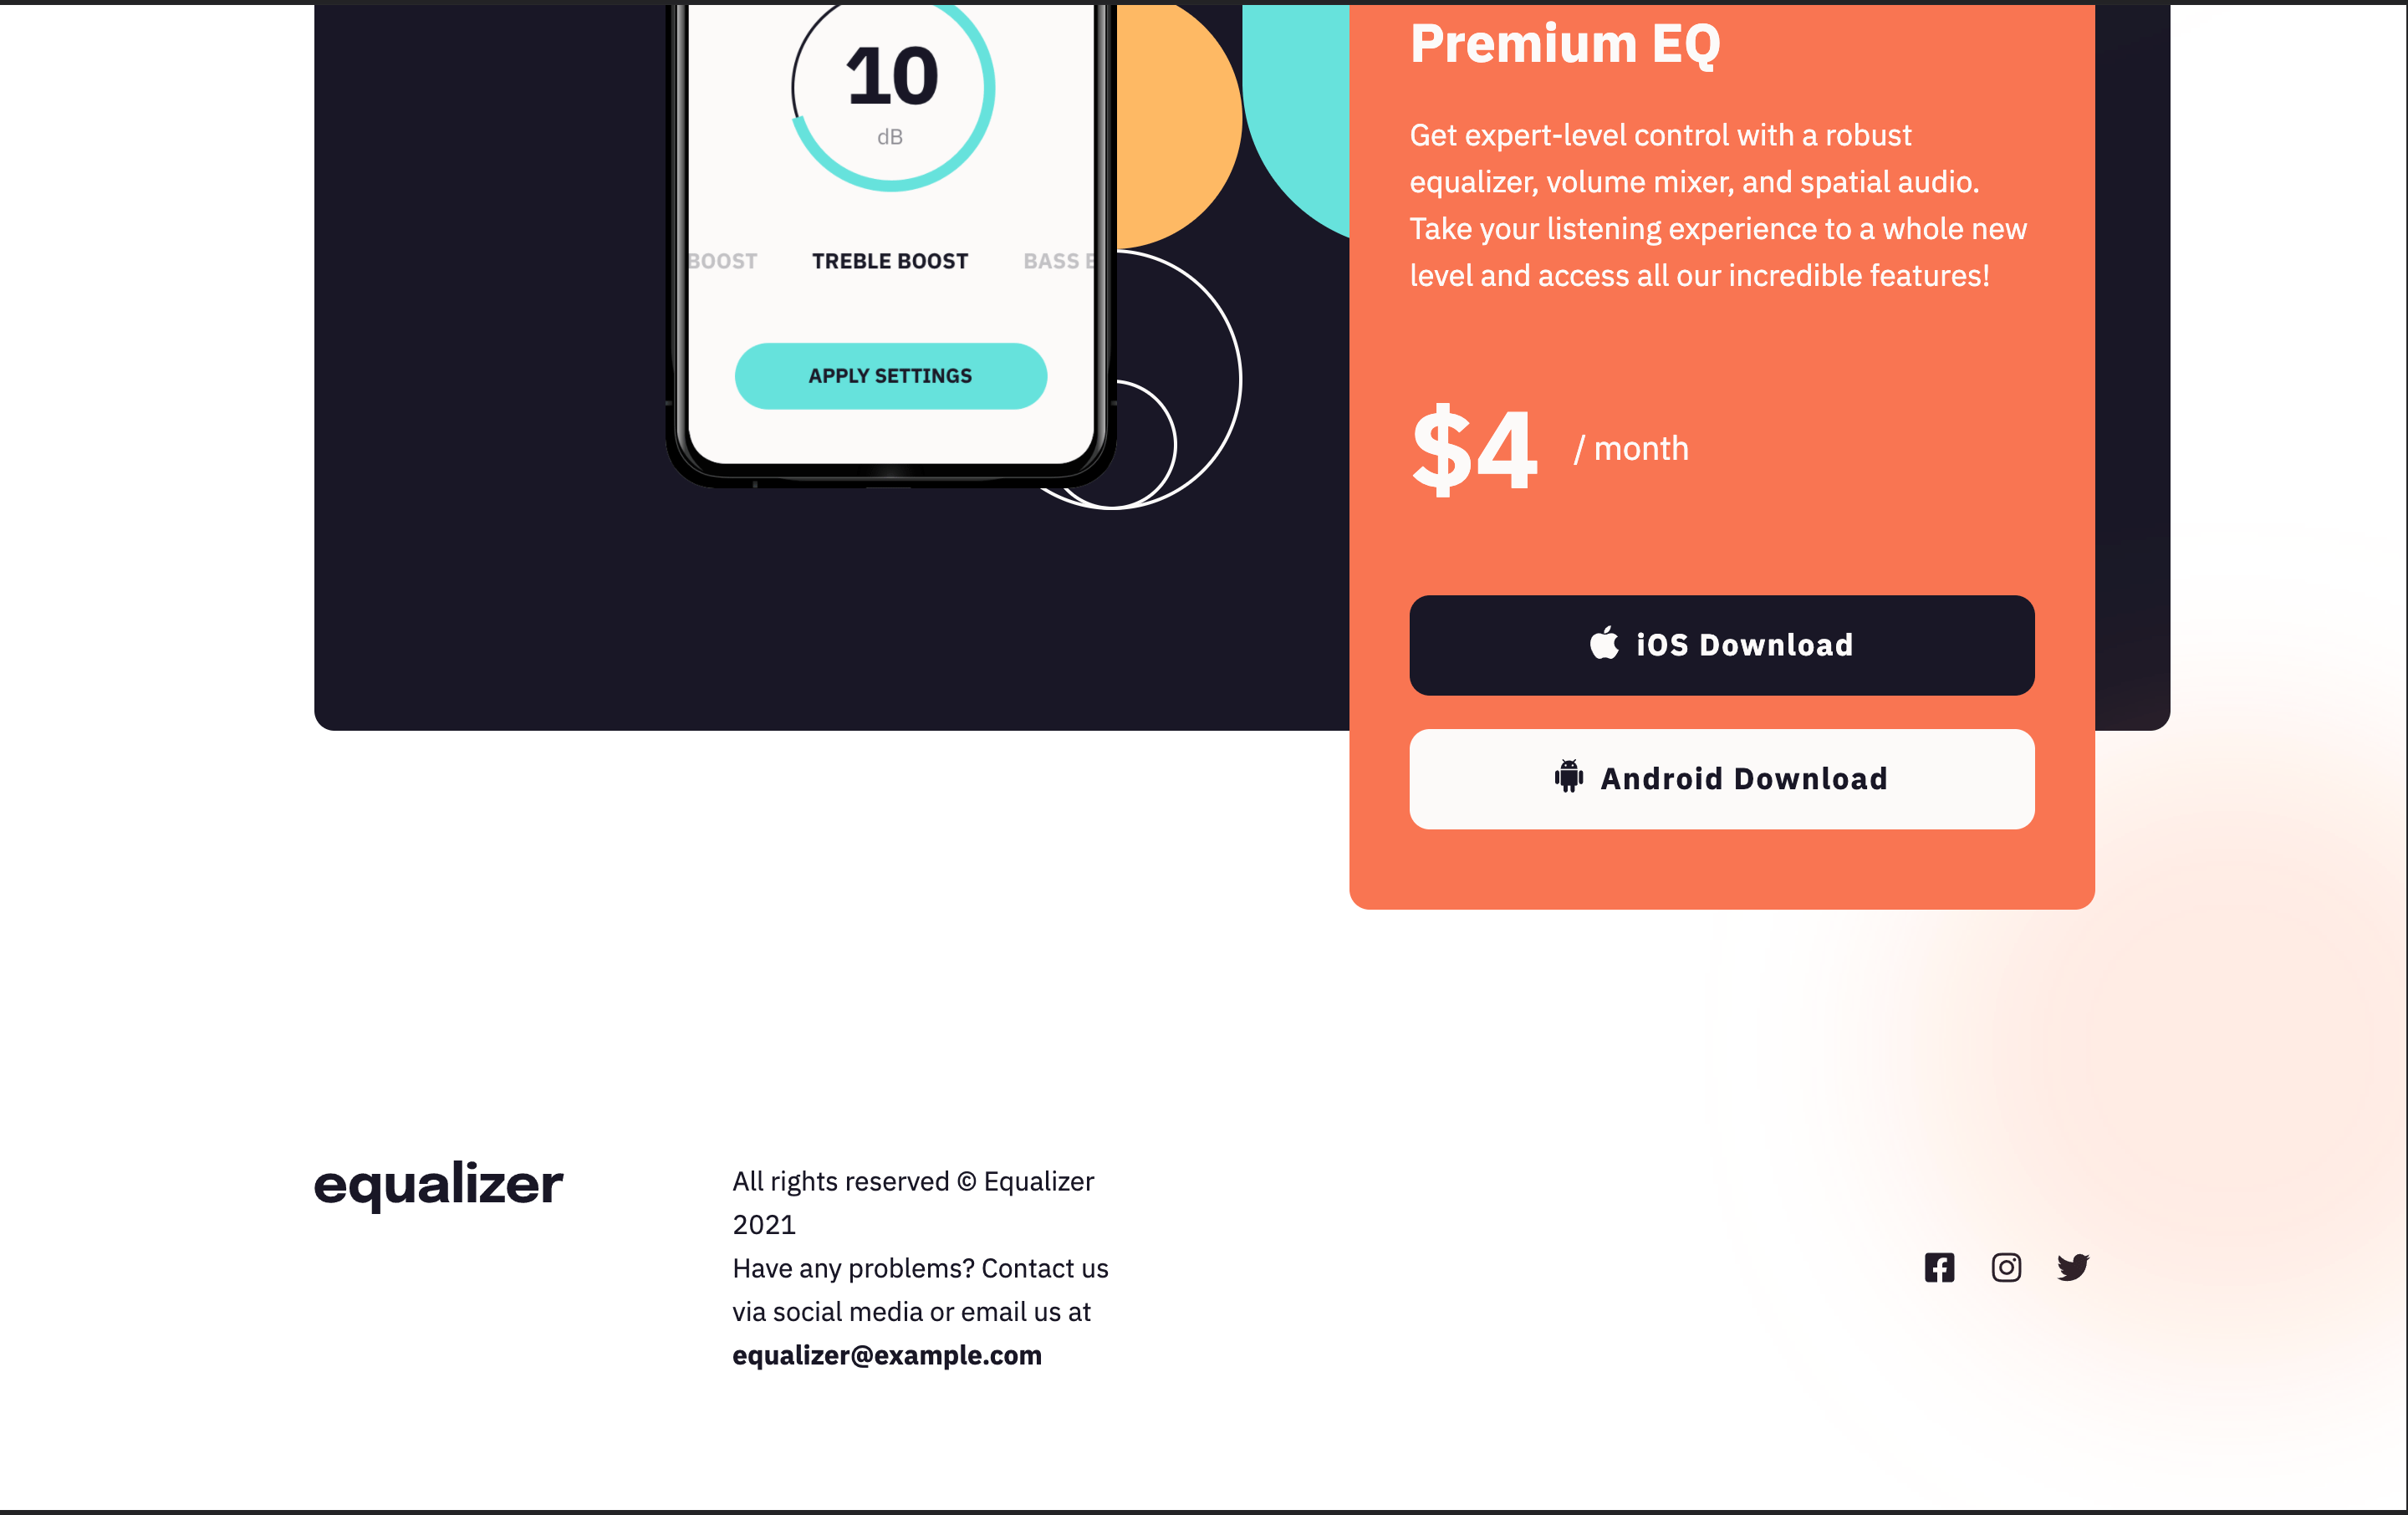 10
dB
BOOST TREBLE BOOST BASS
APPLY SETTINGS
Premium EQ
Get expert-level control with a robust
equalizer, volume mixer, and spatial audio.
Take your listening experience to a whole new
level and access all our incredible features!
$4 / month
iOS Download
Android Download
equalizer
All rights reserved © Equalizer
2021
Have any problems? Contact us
via social media or email us at
equalizer@example.com